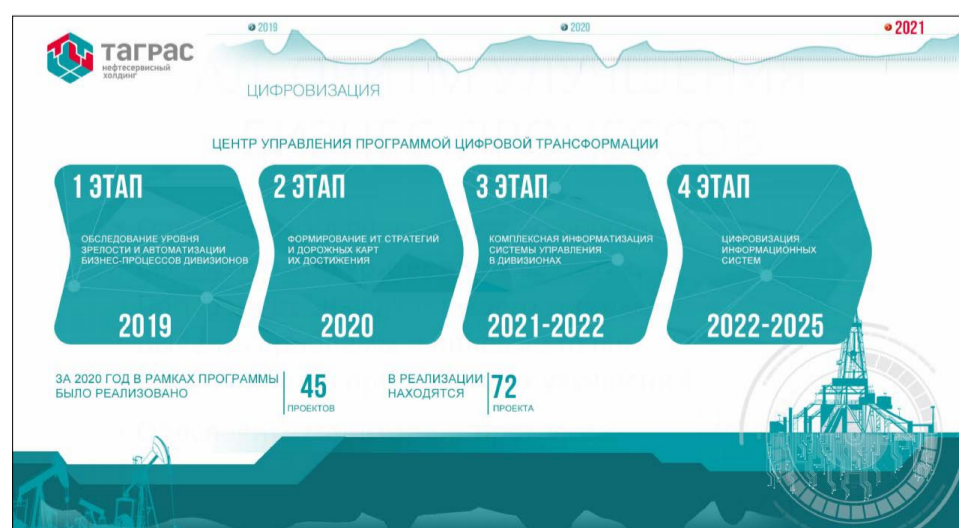 2019
2020
2021
ТАГРАС
нефтесервисный
холдинг
ЦИФРОВИЗАЦИЯ
ЦЕНТР УПРАВЛЕНИЯ ПРОГРАММОЙ ЦИФРОВОЙ ТРАНСФОРМАЦИИ
1 ЭТАП
ОБСЛЕДОВАНИЕ УРОВНЯ
ЗРЕЛОСТИ И АВТОМАТИЗАЦИИ
БИЗНЕС-ПРОЦЕССОВ ДИВИЗИОНОВ
2019
2 ЭТАП
ФОРМИРОВАНИЕ ИТ СТРАТЕГИЙ
И ДОРОЖНЫХ КАРТ
ИХ ДОСТИЖЕНИЯ
2020
3 ЭТАП
КОМПЛЕКСНАЯ ИНФОРМАТИЗАЦИЯ
СИСТЕМЫ УПРАВЛЕНИЯ
В ДИВИЗИОНАХ
2021-2022
4 ЭТАП
ЦИФРОВИЗАЦИЯ
ИНФОРМАЦИОННЫХ
СИСТЕМ
2022-2025
ЗА 2020 ГОД В РАМКАХ ПРОГРАММЫ
БЫЛО РЕАЛИЗОВАНО
45
ПРОЕКТОВ
В РЕАЛИЗАЦИИ
НАХОДЯТСЯ
72
ПРОЕКТА